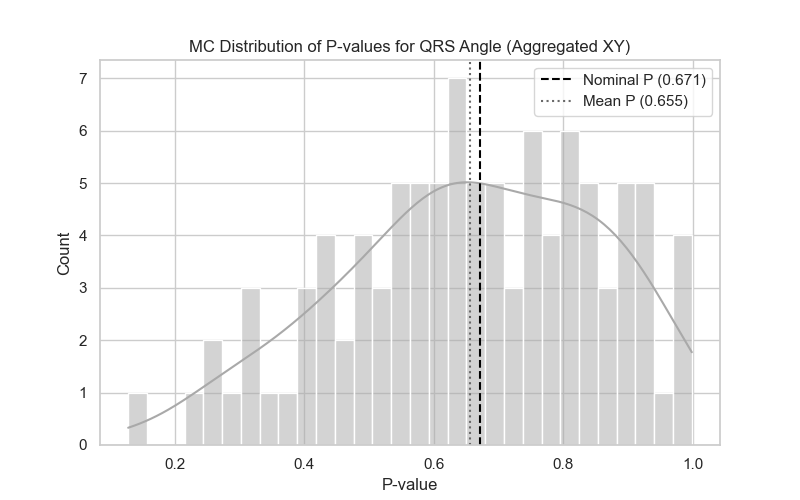 MC Distribution of P-values for QRS Angle (Aggregated XY)
Nominal P (0.671)
Mean P (0.655)
7
6
5
4
3
2
1
0
Count
0.2 0.4 0.6 0.8 1.0
P-value